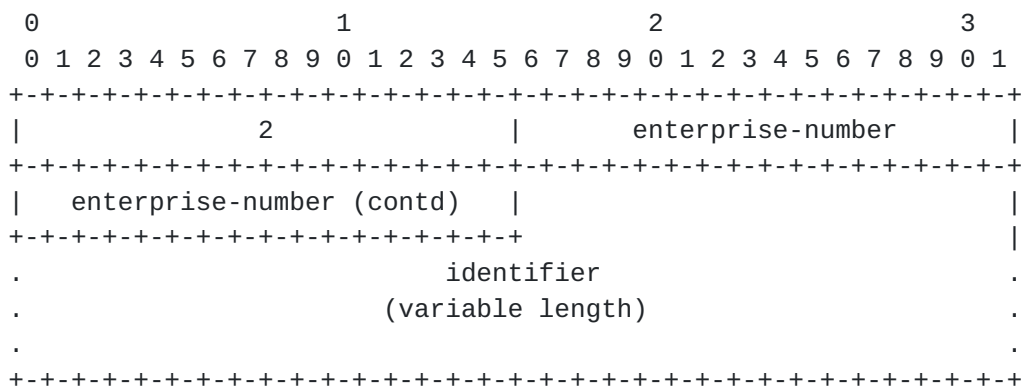 0                   1                   2                   3
 0 1 2 3 4 5 6 7 8 9 0 1 2 3 4 5 6 7 8 9 0 1 2 3 4 5 6 7 8 9 0 1
+-+-+-+-+-+-+-+-+-+-+-+-+-+-+-+-+-+-+-+-+-+-+-+-+-+-+-+-+-+-+-+-+
|               2               |       enterprise-number       |
+-+-+-+-+-+-+-+-+-+-+-+-+-+-+-+-+-+-+-+-+-+-+-+-+-+-+-+-+-+-+-+-+
|   enterprise-number (contd)   |                               |
+-+-+-+-+-+-+-+-+-+-+-+-+-+-+-+-+                               |
.                           identifier                          .
.                       (variable length)                       .
.                                                               .
+-+-+-+-+-+-+-+-+-+-+-+-+-+-+-+-+-+-+-+-+-+-+-+-+-+-+-+-+-+-+-+-+